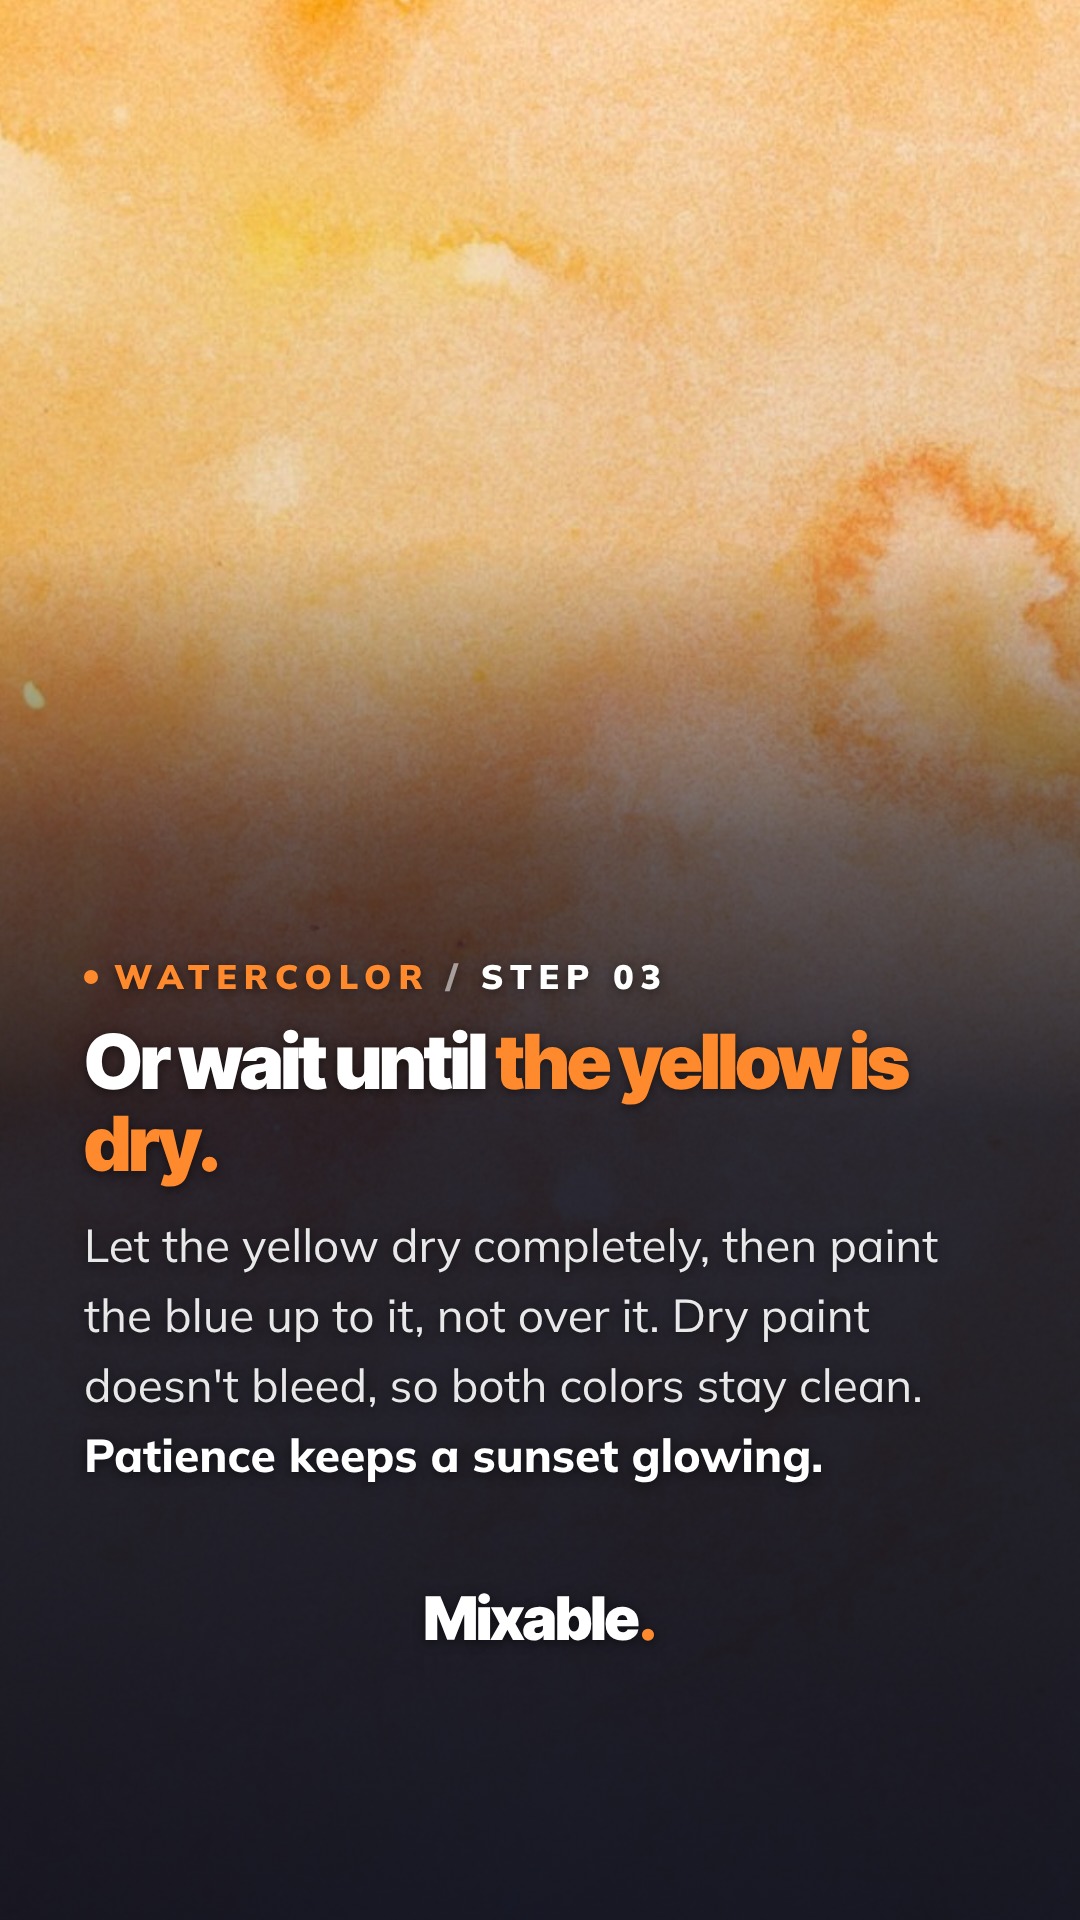 • WATERCOLOR / STEP 03
Or wait until the yellow is
dry.
Let the yellow dry completely, then paint
the blue up to it, not over it. Dry paint
doesn't bleed, so both colors stay clean.
Patience keeps a sunset glowing.
Mixable.